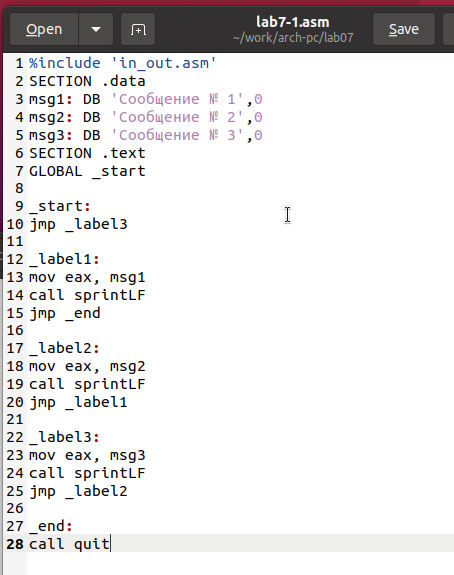 Open
lab7-1.asm
~/work/arch-pc/lab07
Save
1 %include 'in_out.asm'
2 SECTION .data
3 msg1: DB 'Сообщение № 1',0
4 msg2: DB 'Сообщение № 2',0
5 msg3: DB 'Сообщение № 3',0
6 SECTION .text
7 GLOBAL _start
8
9 _start:
10 jmp _label3
11
12 _label1:
13 mov eax, msg1
14 call sprintLF
15 jmp _end
16
17 _label2:
18 mov eax, msg2
19 call sprintLF
20 jmp _label1
21
22 _label3:
23 mov eax, msg3
24 call sprintLF
25 jmp _label2
26
27 _end:
28 call quit